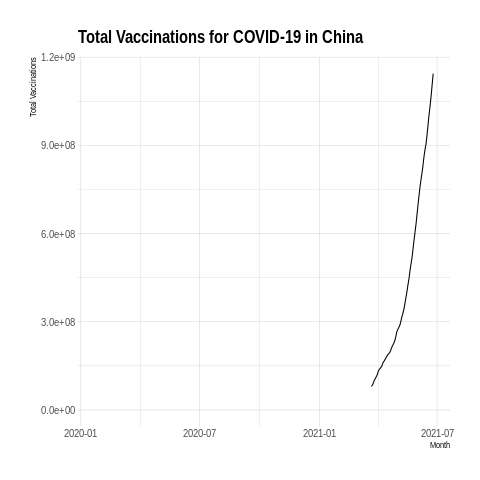 Total Vaccinations for COVID-19 in China
Total Vaccinations
1.2e+09
9.0e+08
6.0e+08
3.0e+08
0.0e+00
2020-01
2020-07
2021-01
2021-07
Month